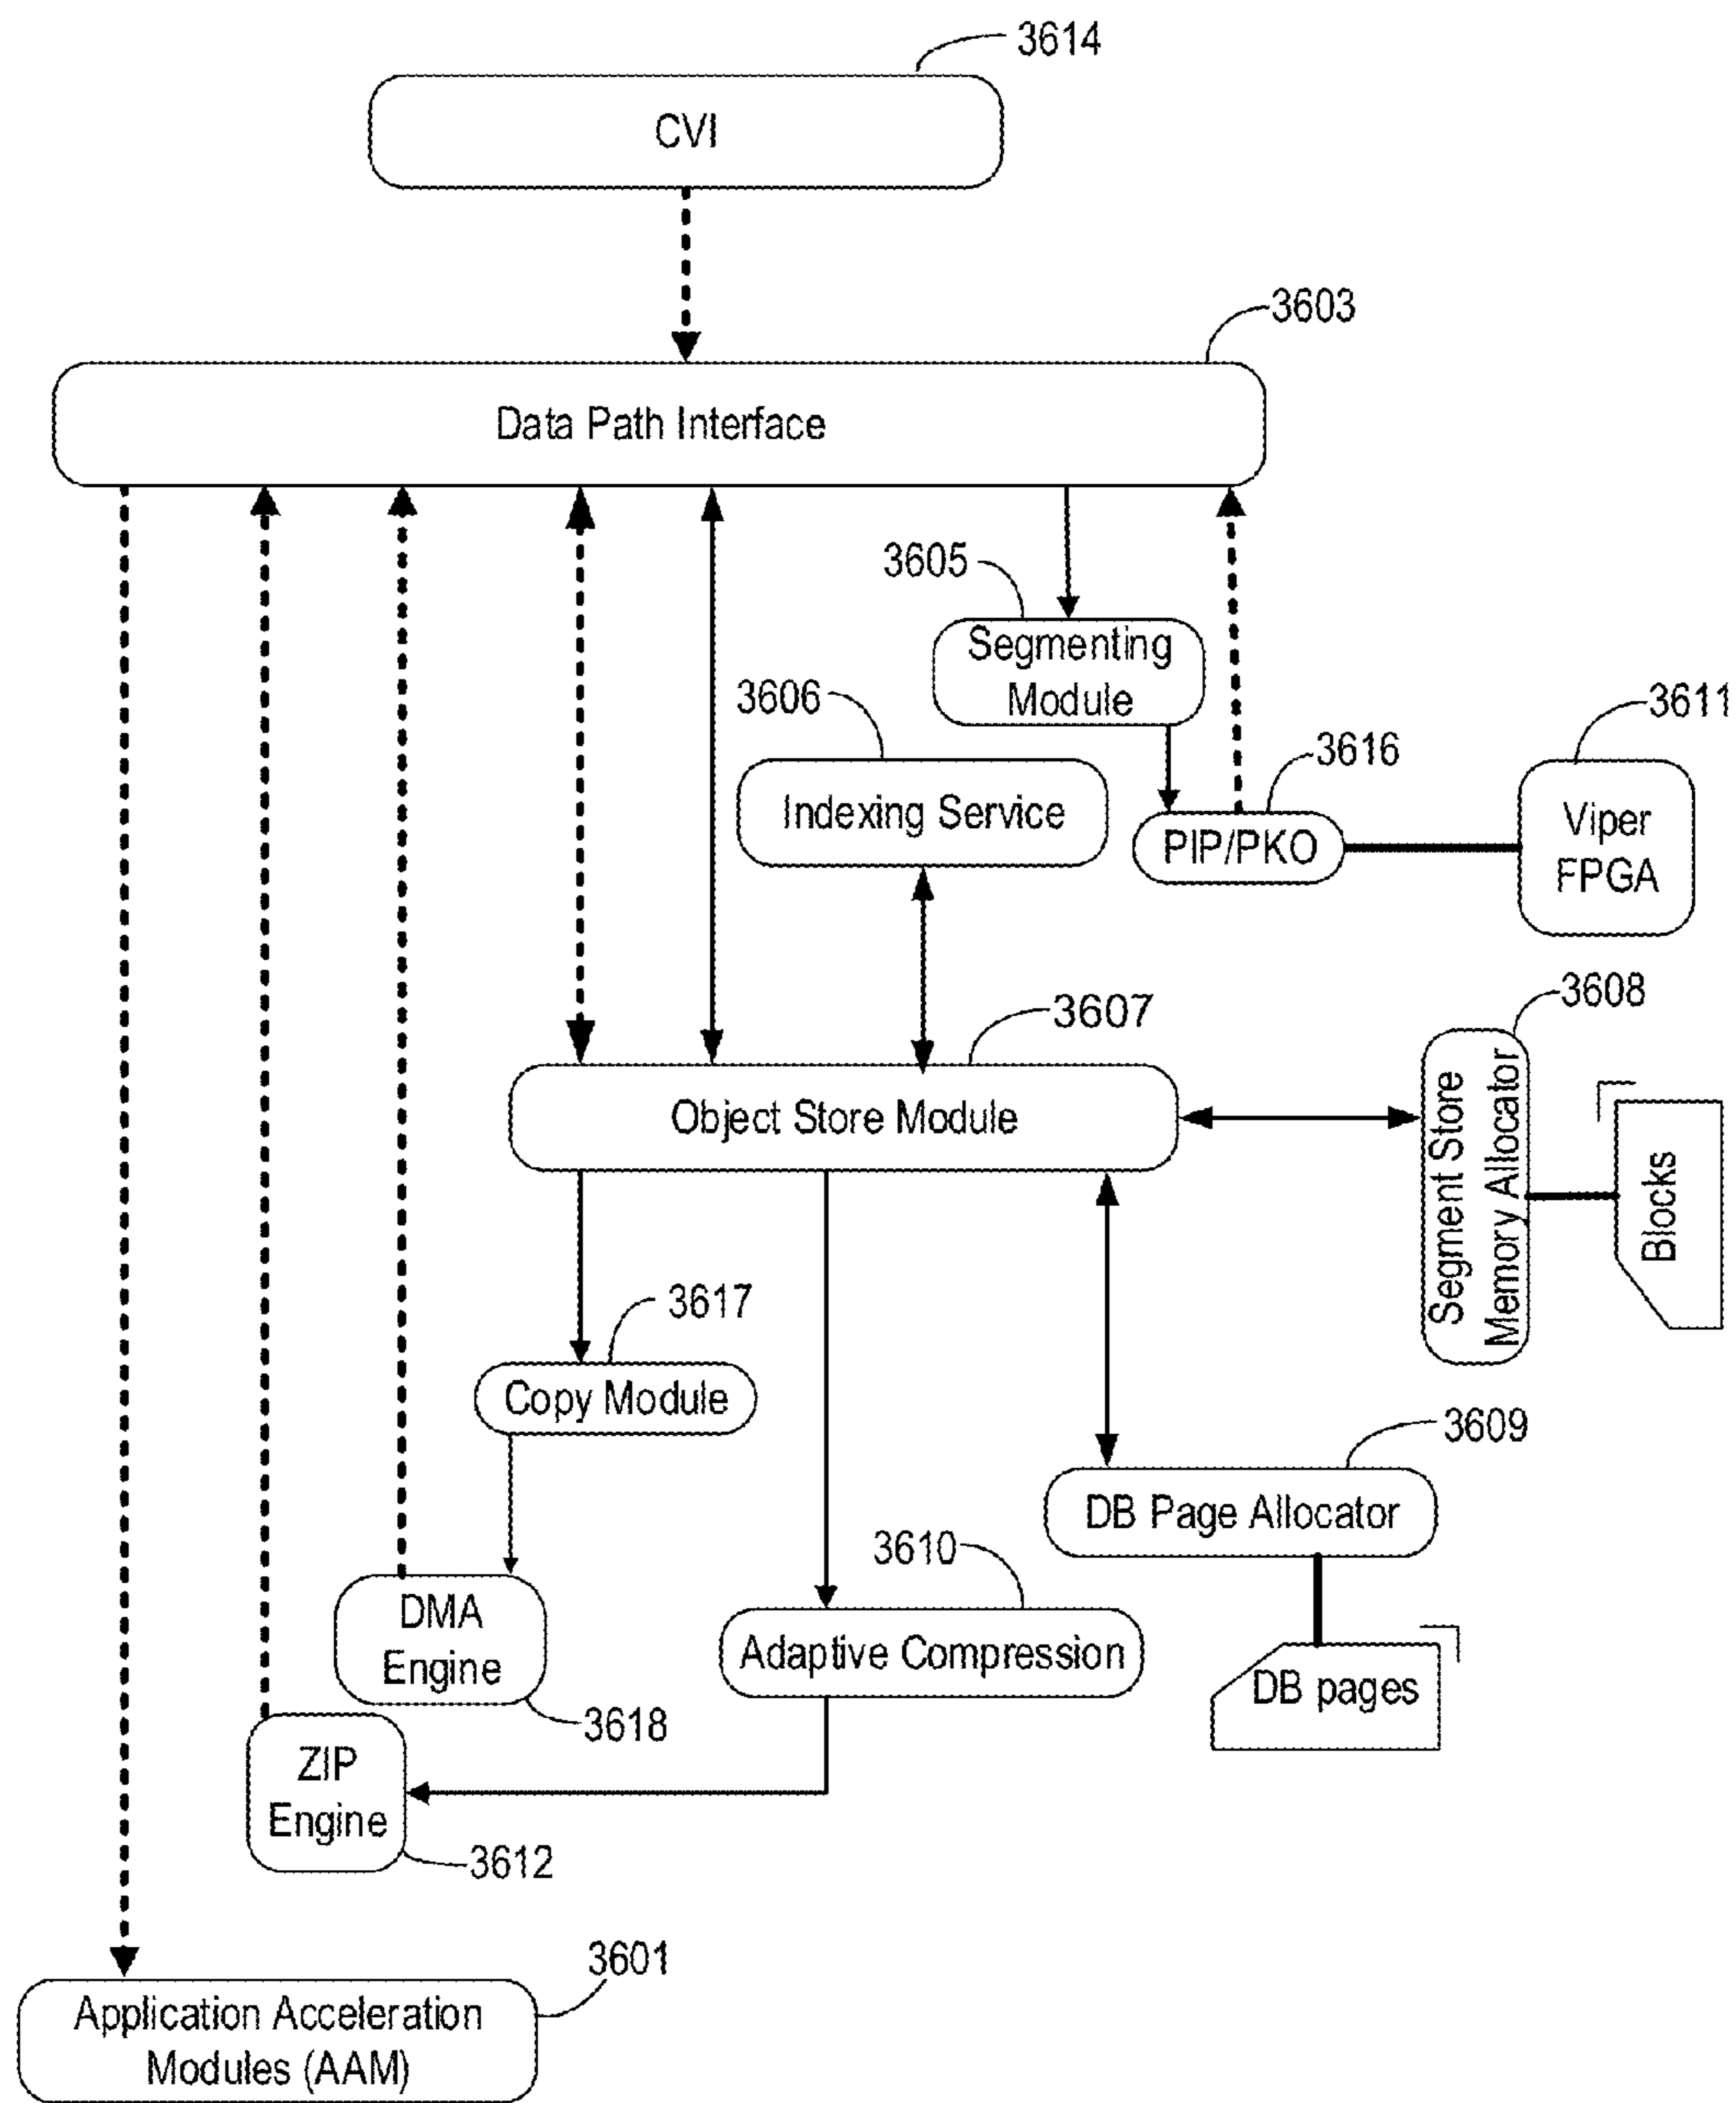 3614
CVI
3603
Data Path Interface
3605
Segmenting
Module
3606
Indexing Service
3616
PIP/PKO
3611
Viper
FPGA
3607
Object Store Module
3608
Segment Store
Memory Allocator
Blocks
3617
Copy Module
3609
DB Page Allocator
3610
Adaptive Compression
DB pages
DMA
Engine
3618
ZIP
Engine
3612
3601
Application Acceleration
Modules (AAM)